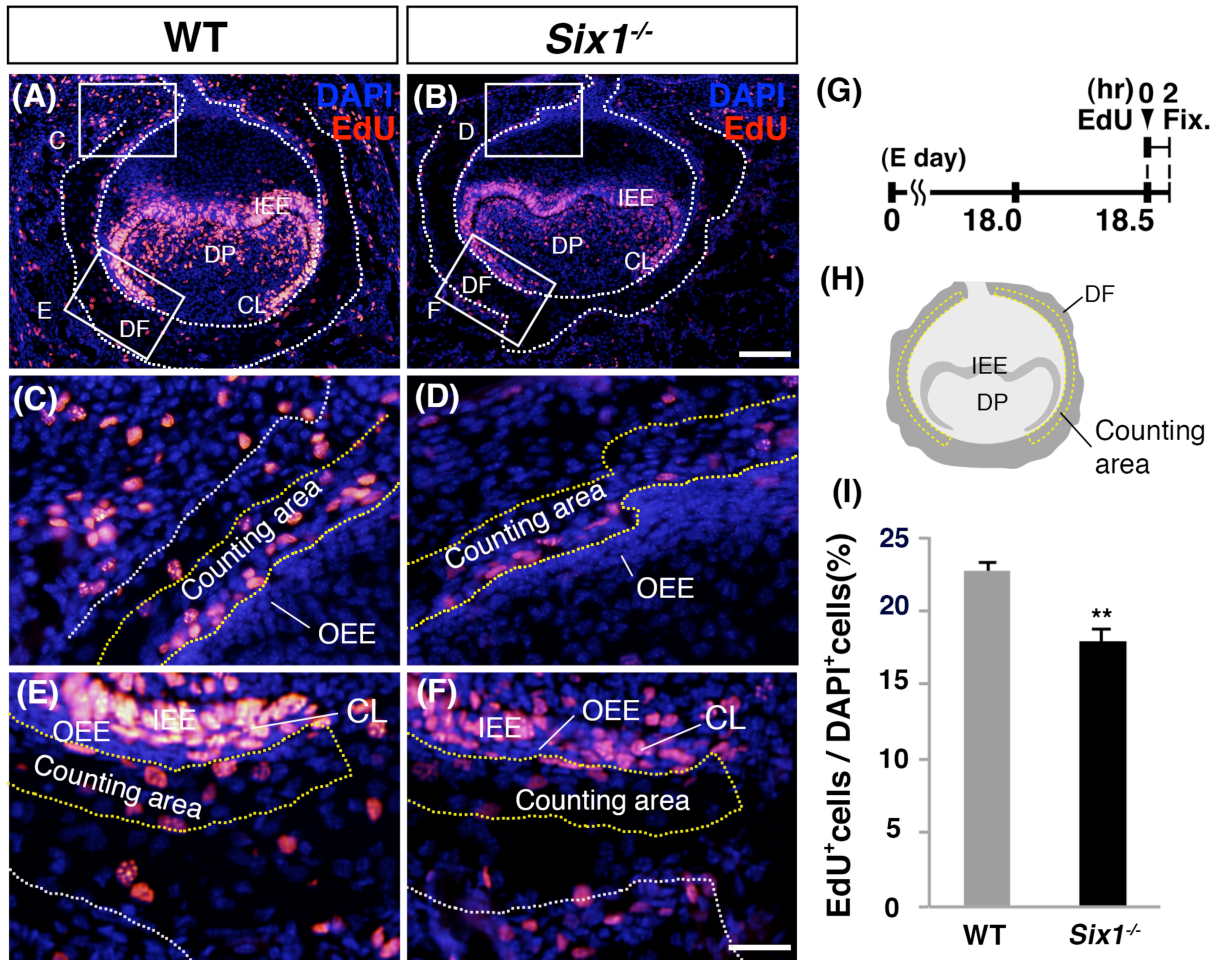 WT
Six1-/-
(A)
DAPI
EdU
C
IEE
DP
CL
E
DF
(B)
DAPI
EdU
D
IEE
DP
CL
DF
F
(C)
Counting area
OEE
(D)
Counting area
OEE
(E)
IEE
CL
OEE
Counting area
(F)
OEE
IEE
CL
Counting area
(G)
(hr) 0 2
EdU Fix.
(E day)
0 18.0 18.5
(H)
DF
IEE
DP
Counting
area
(I)
EdU+cells / DAPI+cells(%)
25
20
15
10
5
0
**
WT Six1-/-